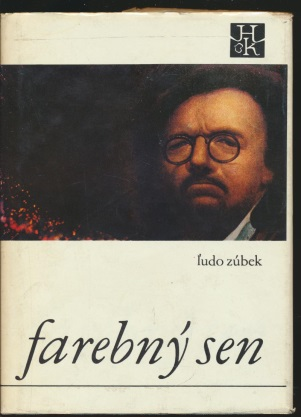 H
K
ľudo zúbek
farebný sen